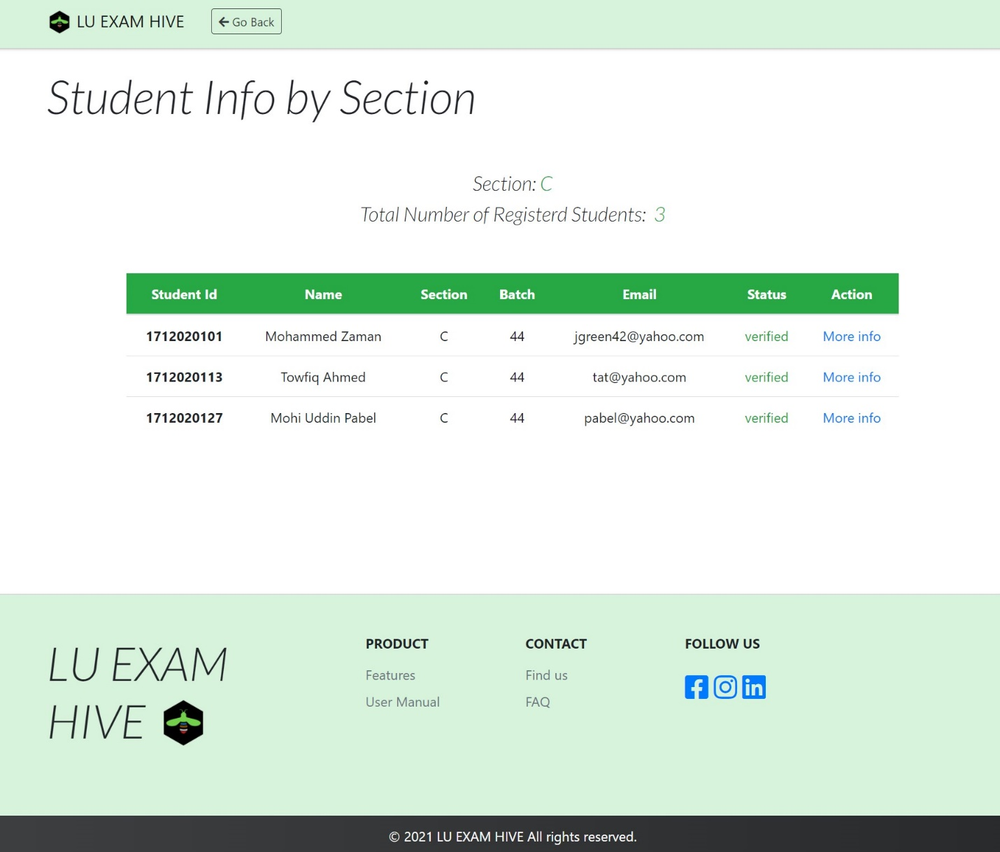 LU EXAM HIVE Go Back
Student Info by Section
Section: C
Total Number of Registerd Students: 3
Student Id Name Section Batch Email Status Action
1712020101 Mohammed Zaman C 44 jgreen42@yahoo.com verified More info
1712020113 Towfiq Ahmed C 44 tat@yahoo.com verified More info
1712020127 Mohi Uddin Pabel C 44 pabel@yahoo.com verified More info
LU EXAM
HIVE
PRODUCT
Features
User Manual
CONTACT
Find us
FAQ
FOLLOW US
© 2021 LU EXAM HIVE All rights reserved.